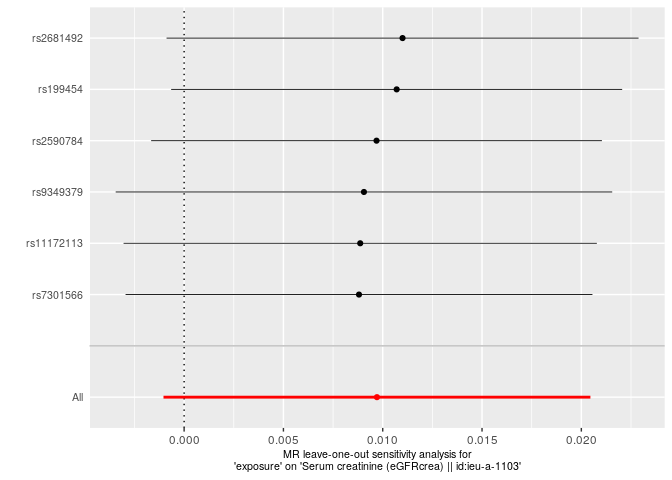 rs2681492
rs199454
rs2590784
rs9349379
rs11172113
rs7301566
All
0.000 0.005 0.010 0.015 0.020
MR leave-one-out sensitivity analysis for
'exposure' on 'Serum creatinine (eGFRcrea) || id:ieu-a-1103'